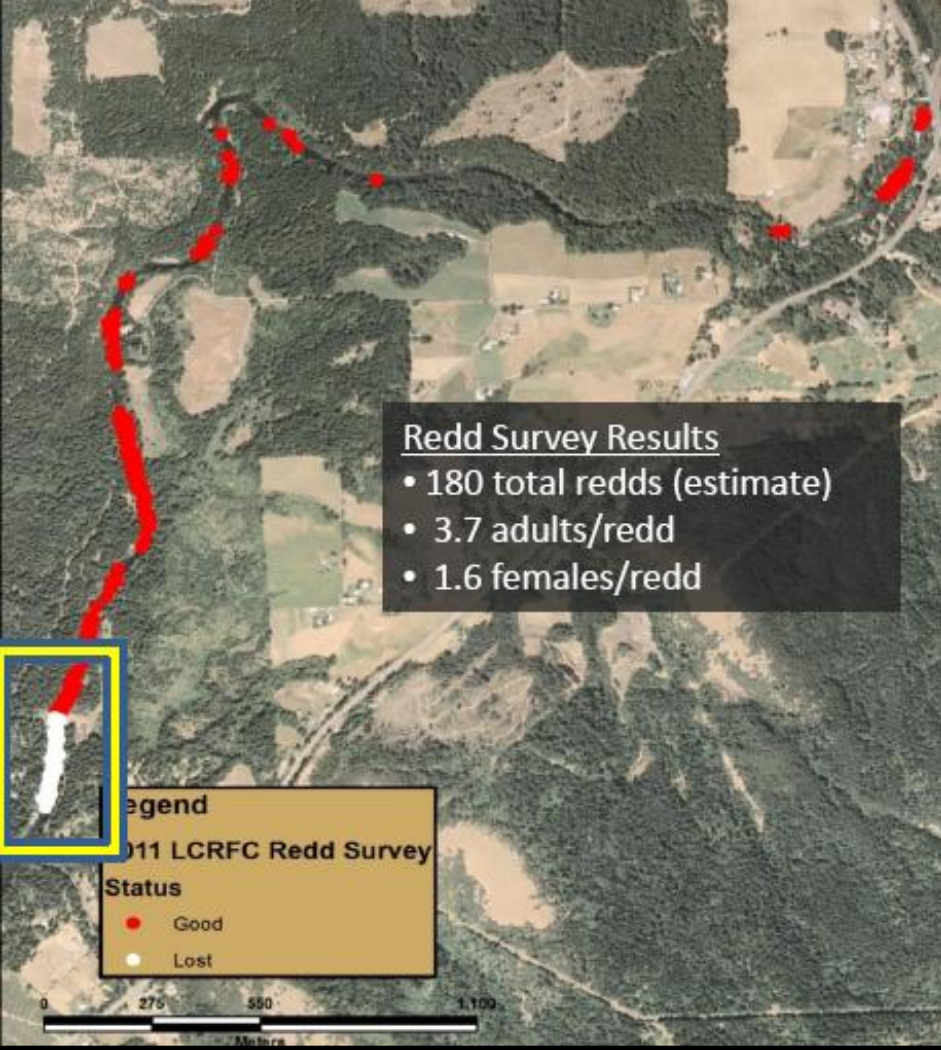 Redd Survey Results
• 180 total redds (estimate)
• 3.7 adults/redd
• 1.6 females/redd
egend
011 LCRFC Redd Survey
Status
Good
Lost
0 275 550 1,100
Meters